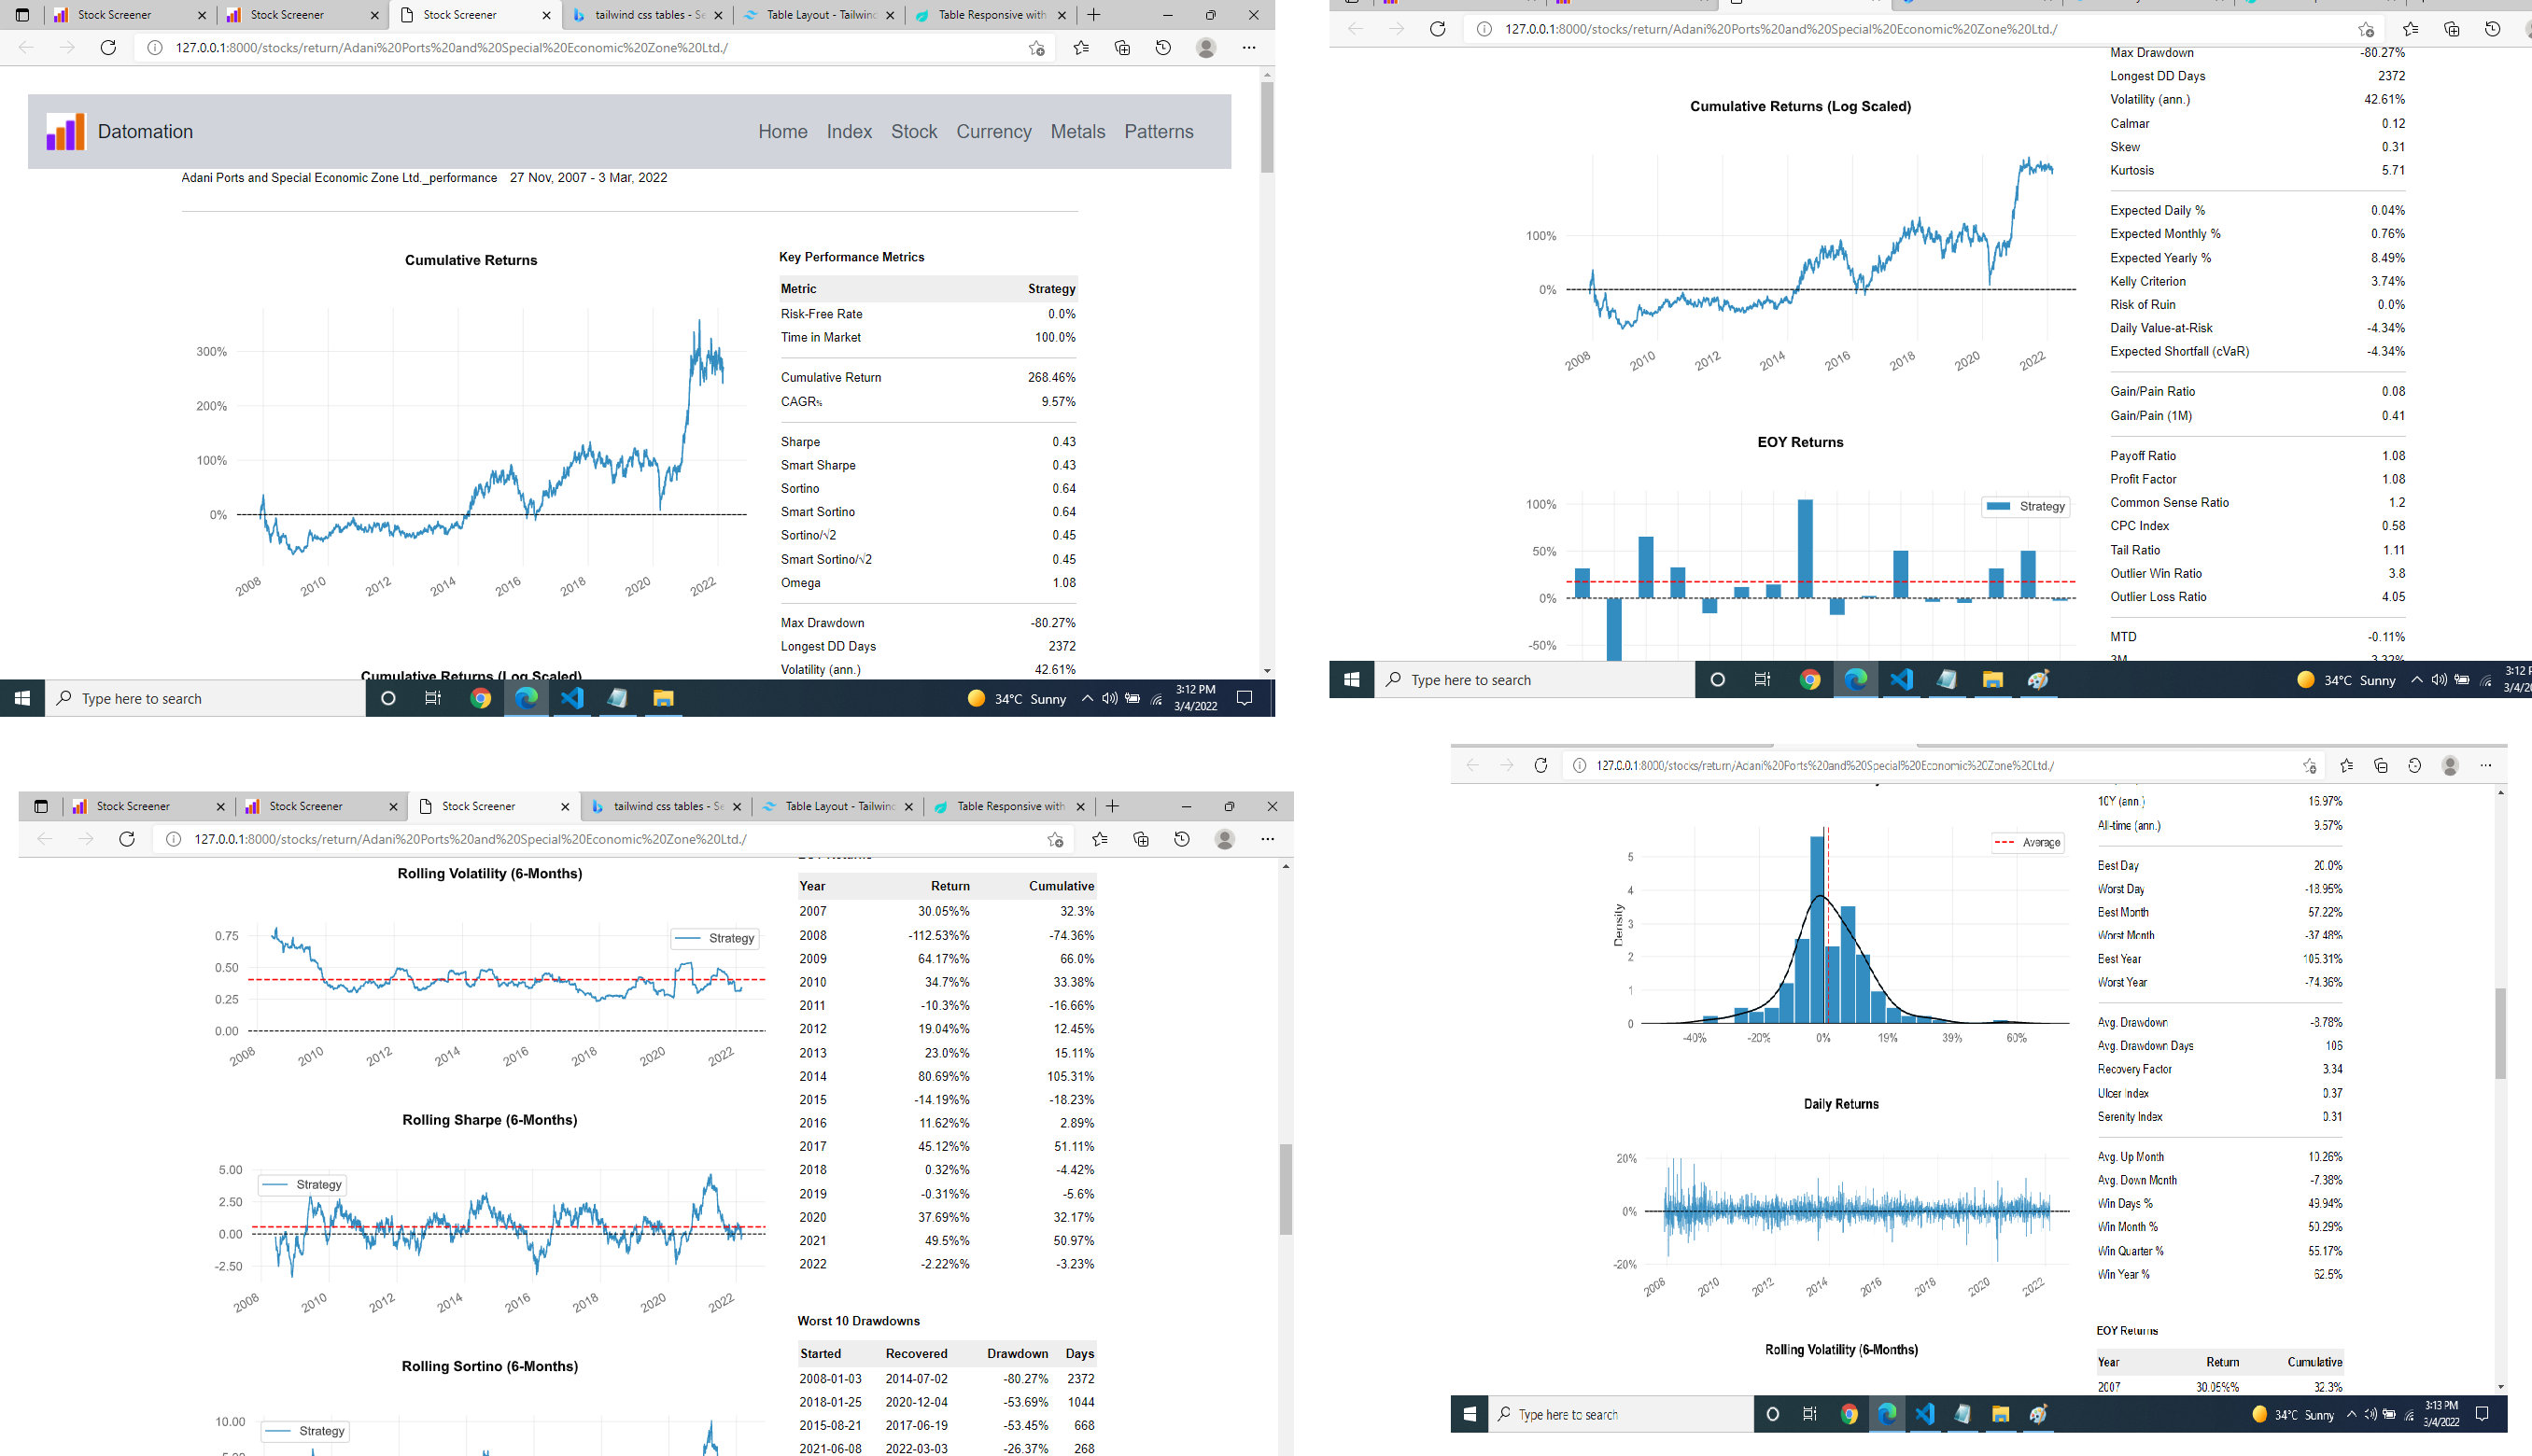 Stock Screener
Stock Screener
Stock Screener
tailwind css tables - Se
Table Layout - Tailwind
Table Responsive with
127.0.0.1:8000/stocks/return/Adani%20Ports%20and%20Special%20Economic%20Zone%20Ltd./
Datomation
Home Index Stock Currency Metals Patterns
Adani Ports and Special Economic Zone Ltd._performance 27 Nov, 2007 - 3 Mar, 2022
Cumulative Returns
300%
200%
100%
0%
2008 2010 2012 2014 2016 2018 2020 2022
Cumulative Returns (Log Scaled)
Key Performance Metrics
Metric Strategy
Risk-Free Rate 0.0%
Time in Market 100.0%
Cumulative Return 268.46%
CAGR% 9.57%
Sharpe 0.43
Smart Sharpe 0.43
Sortino 0.64
Smart Sortino 0.64
Sortino/√2 0.45
Smart Sortino/√2 0.45
Omega 1.08
Max Drawdown -80.27%
Longest DD Days 2372
Volatility (ann.) 42.61%
Type here to search
34°C Sunny
3:12 PM
3/4/2022
127.0.0.1:8000/stocks/return/Adani%20Ports%20and%20Special%20Economic%20Zone%20Ltd./
Cumulative Returns (Log Scaled)
100%
0%
2008 2010 2012 2014 2016 2018 2020 2022
EOY Returns
Strategy
100%
50%
0%
-50%
Max Drawdown -80.27%
Longest DD Days 2372
Volatility (ann.) 42.61%
Calmar 0.12
Skew 0.31
Kurtosis 5.71
Expected Daily % 0.04%
Expected Monthly % 0.76%
Expected Yearly % 8.49%
Kelly Criterion 3.74%
Risk of Ruin 0.0%
Daily Value-at-Risk -4.34%
Expected Shortfall (cVaR) -4.34%
Gain/Pain Ratio 0.08
Gain/Pain (1M) 0.41
Payoff Ratio 1.08
Profit Factor 1.08
Common Sense Ratio 1.2
CPC Index 0.58
Tail Ratio 1.11
Outlier Win Ratio 3.8
Outlier Loss Ratio 4.05
MTD -0.11%
3M -3.32%
Type here to search
34°C Sunny
3:12 P
3/4/20
Stock Screener
Stock Screener
Stock Screener
tailwind css tables - Se
Table Layout - Tailwind
Table Responsive with
127.0.0.1:8000/stocks/return/Adani%20Ports%20and%20Special%20Economic%20Zone%20Ltd./
Rolling Volatility (6-Months)
Strategy
0.75
0.50
0.25
0.00
2008 2010 2012 2014 2016 2018 2020 2022
Rolling Sharpe (6-Months)
Strategy
5.00
2.50
0.00
-2.50
2008 2010 2012 2014 2016 2018 2020 2022
Rolling Sortino (6-Months)
10.00
Strategy
EOY Returns
Year Return Cumulative
2007 30.05%% 32.3%
2008 -112.53%% -74.36%
2009 64.17%% 66.0%
2010 34.7%% 33.38%
2011 -10.3%% -16.66%
2012 19.04%% 12.45%
2013 23.0%% 15.11%
2014 80.69%% 105.31%
2015 -14.19%% -18.23%
2016 11.62%% 2.89%
2017 45.12%% 51.11%
2018 0.32%% -4.42%
2019 -0.31%% -5.6%
2020 37.69%% 32.17%
2021 49.5%% 50.97%
2022 -2.22%% -3.23%
Worst 10 Drawdowns
Started Recovered Drawdown Days
2008-01-03 2014-07-02 -80.27% 2372
2018-01-25 2020-12-04 -53.69% 1044
2015-08-21 2017-06-19 -53.45% 668
2021-06-08 2022-03-03 -26.37% 268
127.0.0.1:8000/stocks/return/Adani%20Ports%20and%20Special%20Economic%20Zone%20Ltd./
Average
Density
5
4
3
2
1
0
-40% -20% 0% 19% 39% 60%
Daily Returns
20%
0%
-20%
2008 2010 2012 2014 2016 2018 2020 2022
Rolling Volatility (6-Months)
10Y (ann.) 16.97%
All-time (ann.) 9.57%
Best Day 20.0%
Worst Day -18.95%
Best Month 57.22%
Worst Month -37.48%
Best Year 105.31%
Worst Year -74.36%
Avg. Drawdown -8.78%
Avg. Drawdown Days 106
Recovery Factor 3.34
Ulcer Index 0.37
Serenity Index 0.31
Avg. Up Month 10.26%
Avg. Down Month -7.38%
Win Days % 49.94%
Win Month % 50.29%
Win Quarter % 55.17%
Win Year % 62.5%
EOY Returns
Year Return Cumulative
2007 30.05%% 32.3%
Type here to search
34°C Sunny
3:13 PM
3/4/2022